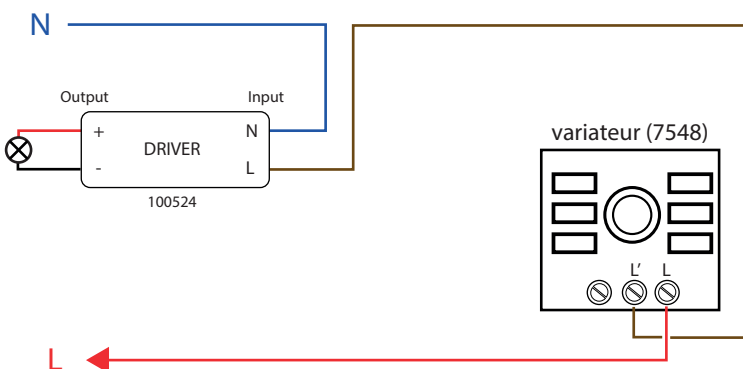 N
Output
Input
+
N
DRIVER
-
L
100524
variateur (7548)
L’
L
L